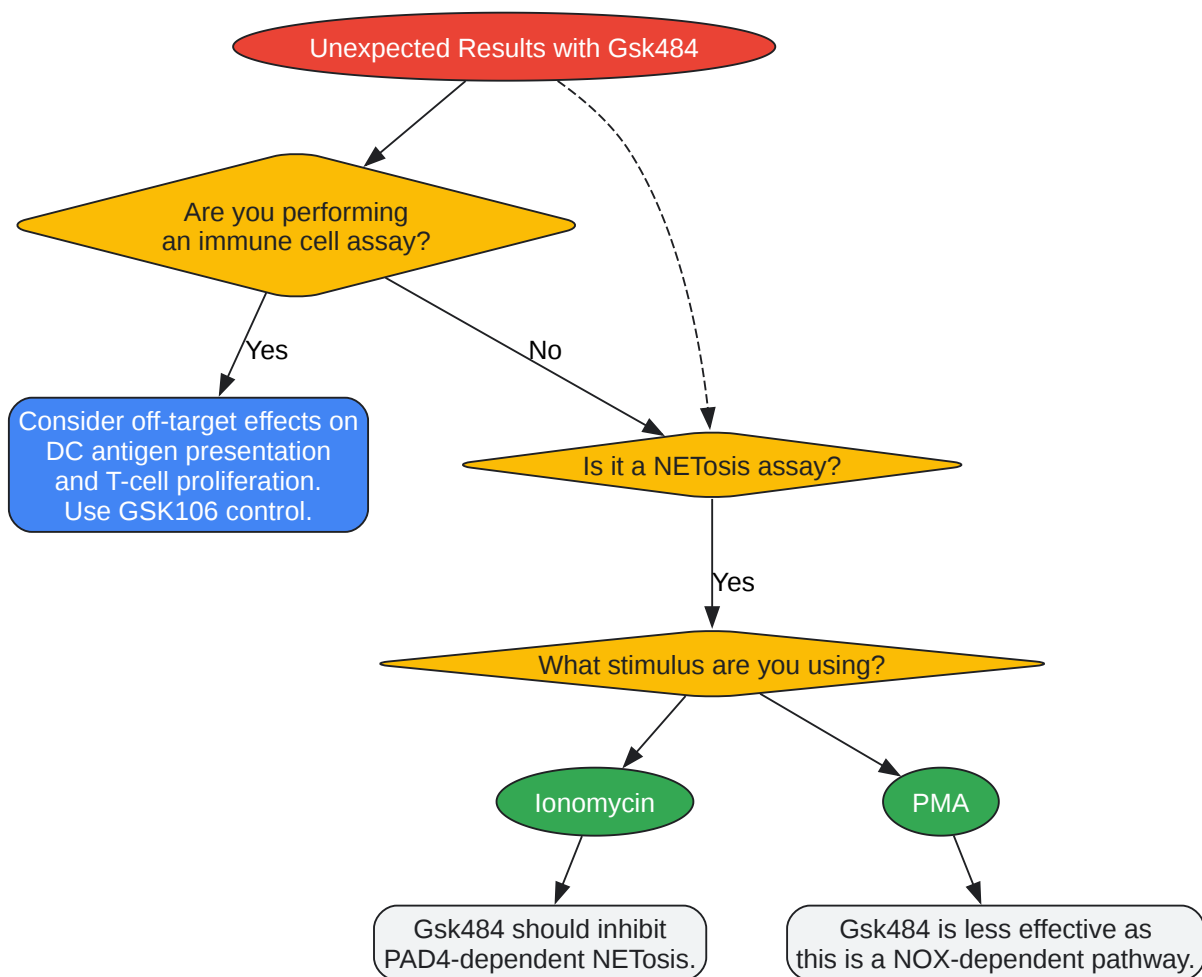 Unexpected Results with Gsk484
Are you performing
an immune cell assay?
Yes
No
Consider off-target effects on
DC antigen presentation
and T-cell proliferation.
Use GSK106 control.
Is it a NETosis assay?
Yes
What stimulus are you using?
Ionomycin
PMA
Gsk484 should inhibit
PAD4-dependent NETosis.
Gsk484 is less effective as
this is a NOX-dependent pathway.